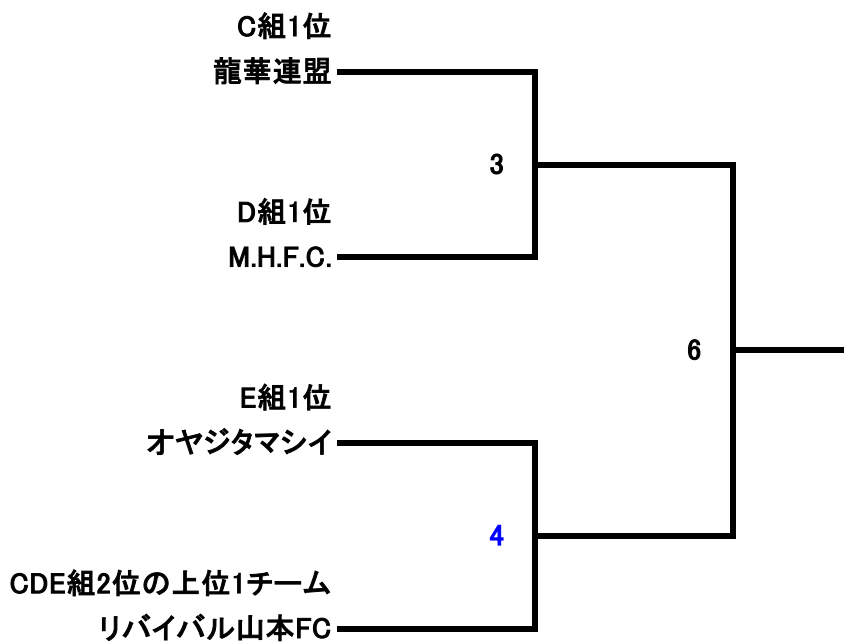 C組1位
龍華連盟
3
D組1位
M.H.F.C.
6
E組1位
オヤジタマシイ
4
CDE組2位の上位1チーム
リバイバル山本FC